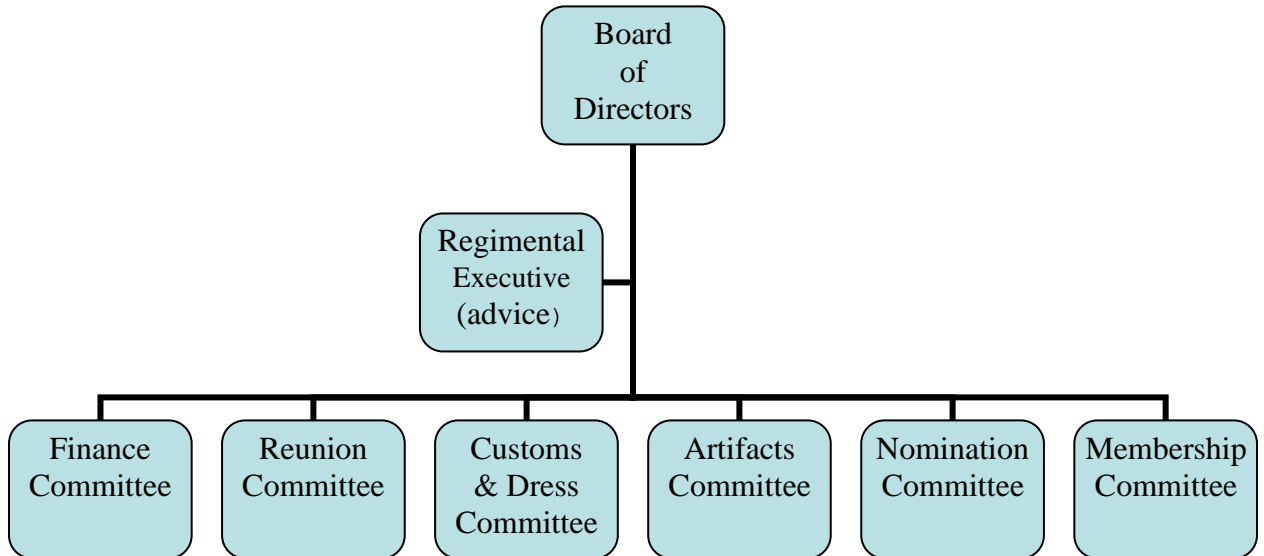 Board
of
Directors
Regimental
Executive
(advice)
Finance
Committee
Reunion
Committee
Customs
& Dress
Committee
Artifacts
Committee
Nomination
Committee
Membership
Committee